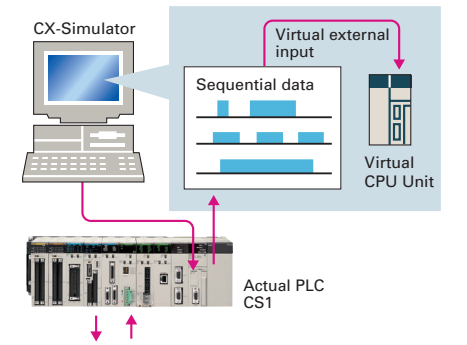 CX-Simulator
Virtual external
input
Sequential data
Virtual
CPU Unit
Actual PLC
CS1